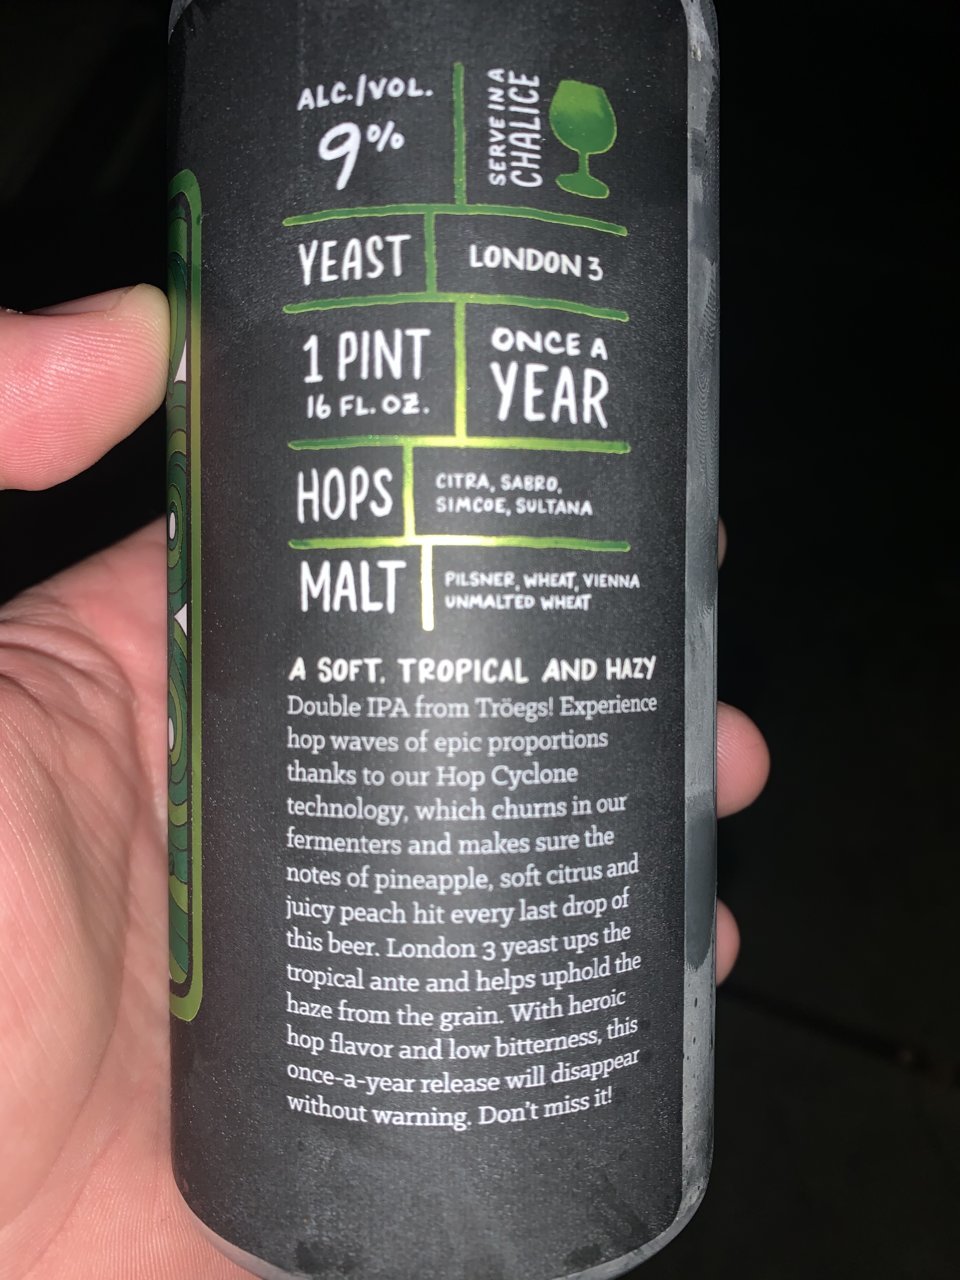 ALC./VOL.
9%
SERVE IN A
CHALICE
YEAST
LONDON 3
1 PINT
16 FL. OZ.
ONCE A
YEAR
HOPS
CITRA, SABRO,
SIMCOE, SULTANA
MALT
PILSNER, WHEAT, VIENNA
UNMALTED WHEAT
A SOFT, TROPICAL AND HAZY
Double IPA from Tröegs! Experience
hop waves of epic proportions
thanks to our Hop Cyclone
technology, which churns in our
fermenters and makes sure the
notes of pineapple, soft citrus and
juicy peach hit every last drop of
this beer. London 3 yeast ups the
tropical ante and helps uphold the
haze from the grain. With heroic
hop flavor and low bitterness, this
once-a-year release will disappear
without warning. Don't miss it!